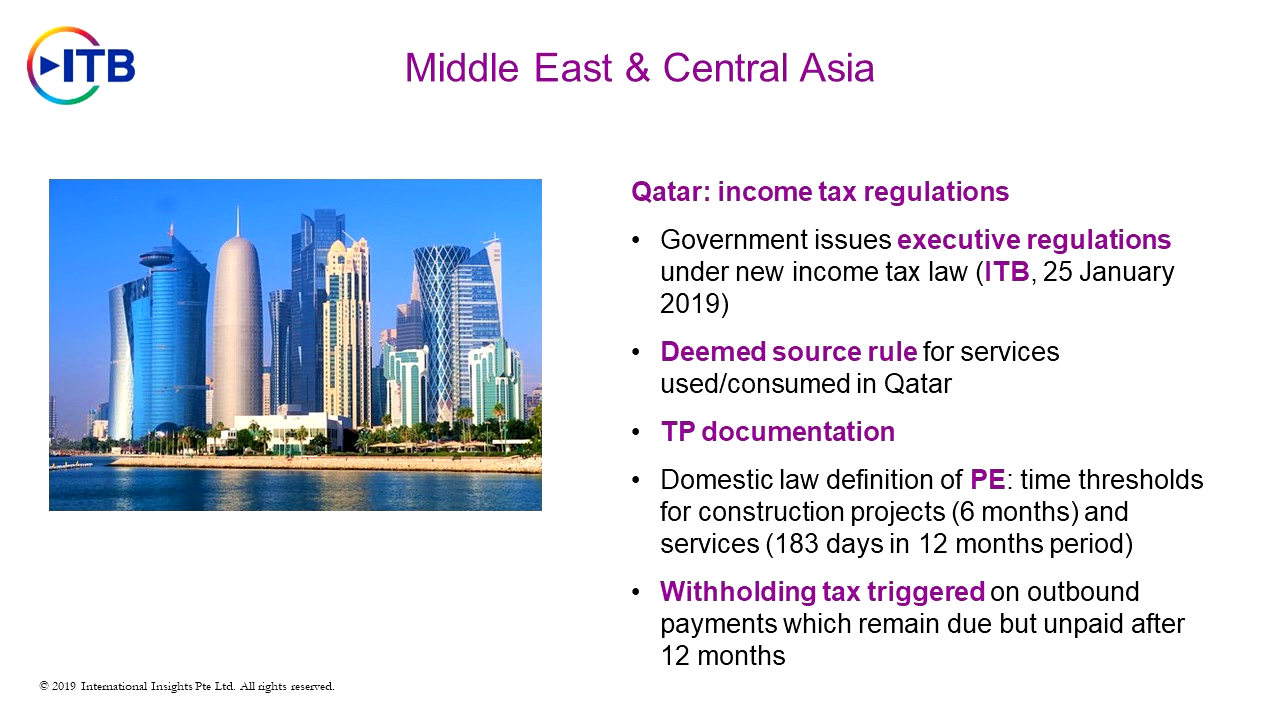 ITB
Middle East & Central Asia
Qatar: income tax regulations
• Government issues executive regulations
under new income tax law (ITB, 25 January
2019)
• Deemed source rule for services
used/consumed in Qatar
• TP documentation
• Domestic law definition of PE: time thresholds
for construction projects (6 months) and
services (183 days in 12 months period)
• Withholding tax triggered on outbound
payments which remain due but unpaid after
12 months
© 2019 International Insights Pte Ltd. All rights reserved.